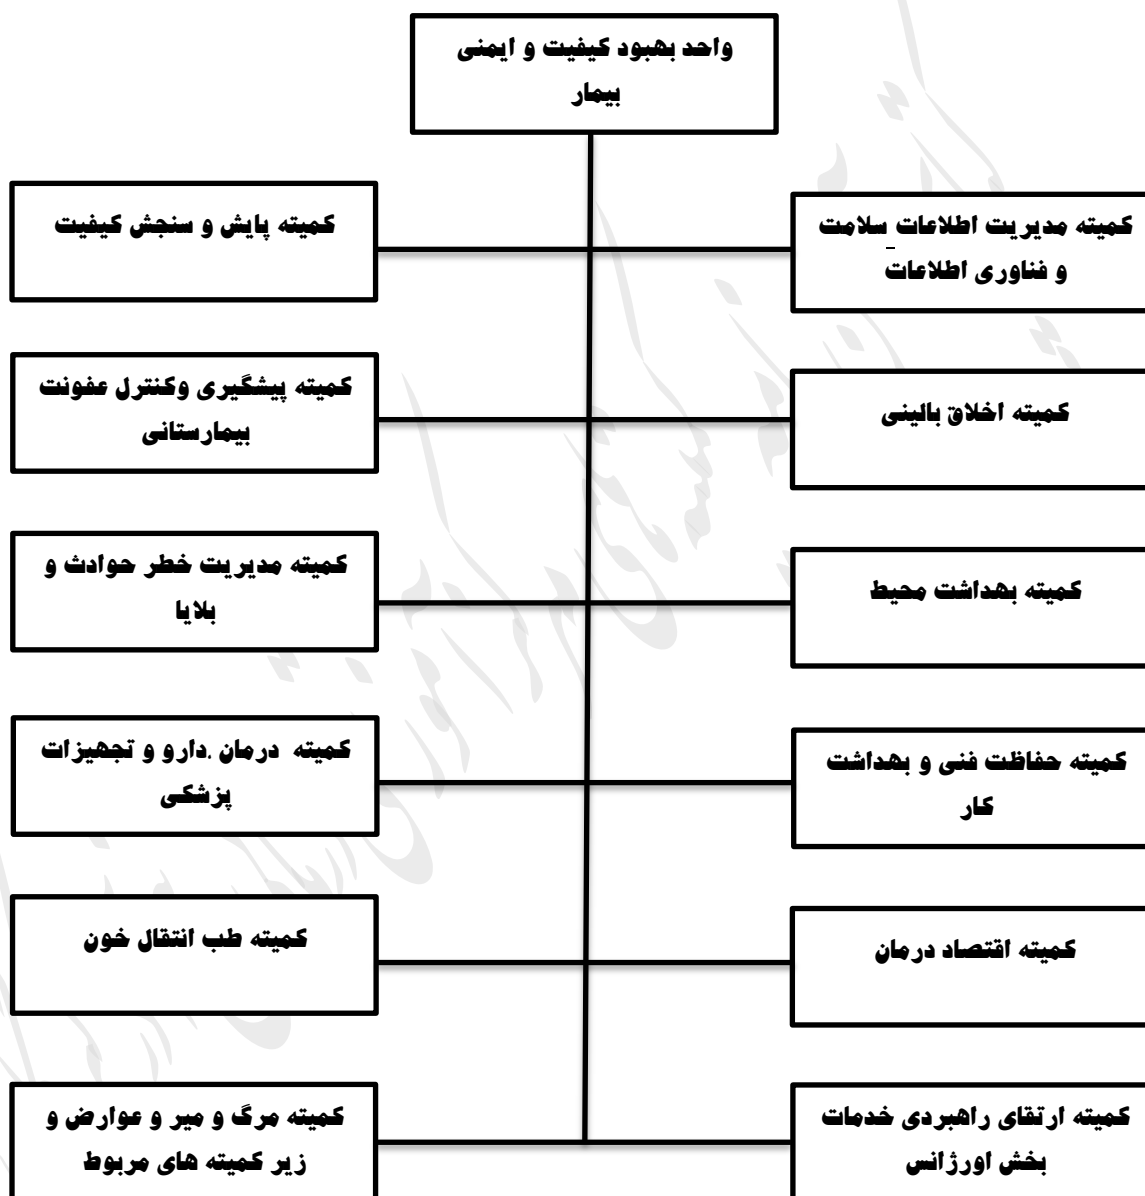 واحد بهبود کیفیت و ایمنی
بیمار
کمیته مدیریت اطلاعات سلامت
و فناوری اطلاعات
کمیته پایش و سنجش کیفیت
کمیته اخلاق بالینی
کمیته پیشگیری وکنترل عفونت
بیمارستانی
کمیته بهداشت محیط
کمیته مدیریت خطر حوادث و
بلایا
کمیته حفاظت فنی و بهداشت
کار
کمیته درمان .دارو و تجهیزات
پزشکی
کمیته اقتصاد درمان
کمیته طب انتقال خون
کمیته ارتقای راهبردی خدمات
بخش اورژانس
کمیته مرگ و میر و عوارض و
زیر کمیته های مربوط